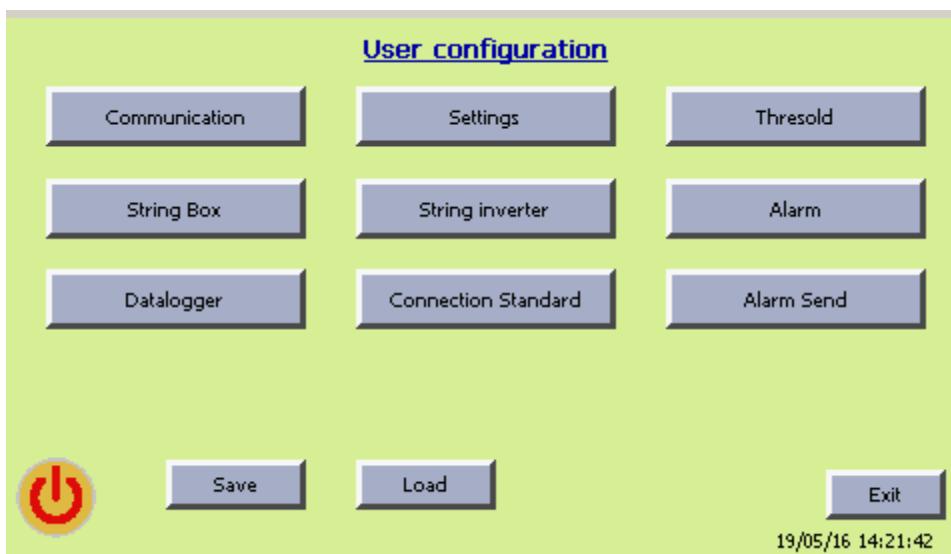 User configuration
Communication
Settings
Thresold
String Box
String inverter
Alarm
Datalogger
Connection Standard
Alarm Send
Save
Load
Exit
19/05/16 14:21:42